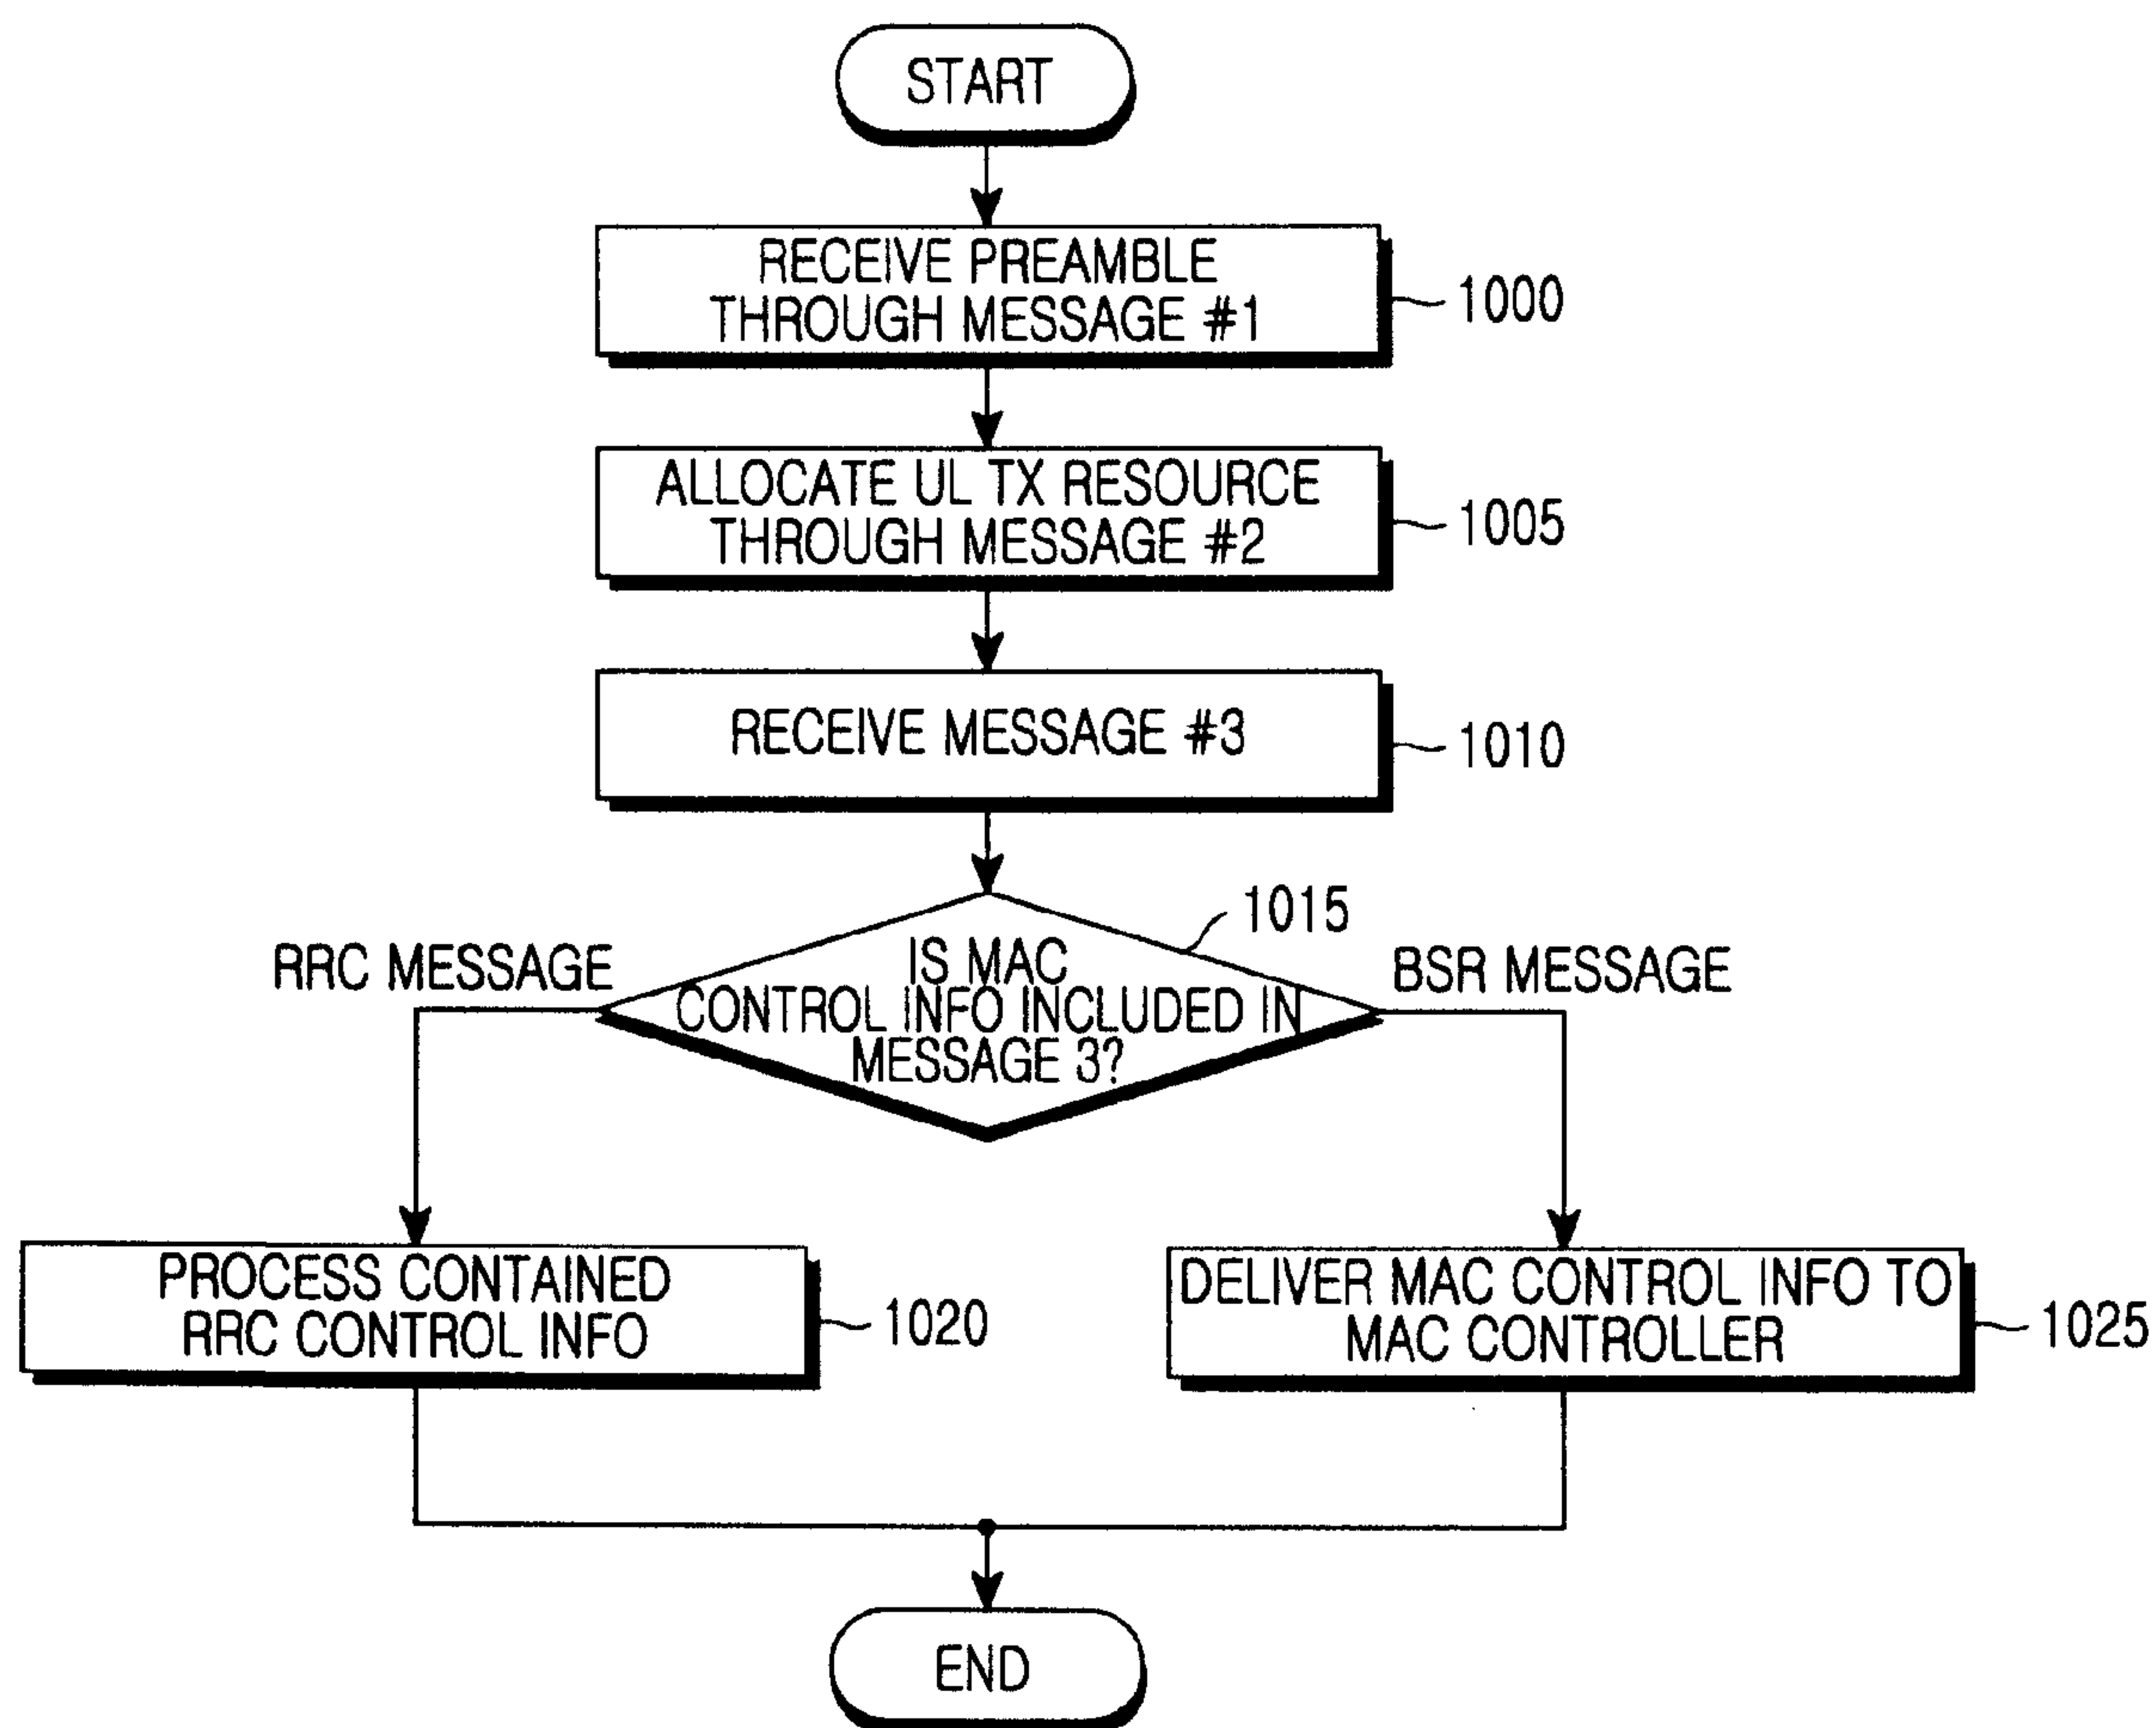 START
RECEIVE PREAMBLE
THROUGH MESSAGE #1
1000
ALLOCATE UL TX RESOURCE
THROUGH MESSAGE #2
1005
RECEIVE MESSAGE #3
1010
1015
RRC MESSAGE
IS MAC
CONTROL INFO INCLUDED IN
MESSAGE 3?
BSR MESSAGE
PROCESS CONTAINED
RRC CONTROL INFO
1020
DELIVER MAC CONTROL INFO TO
MAC CONTROLLER
1025
END